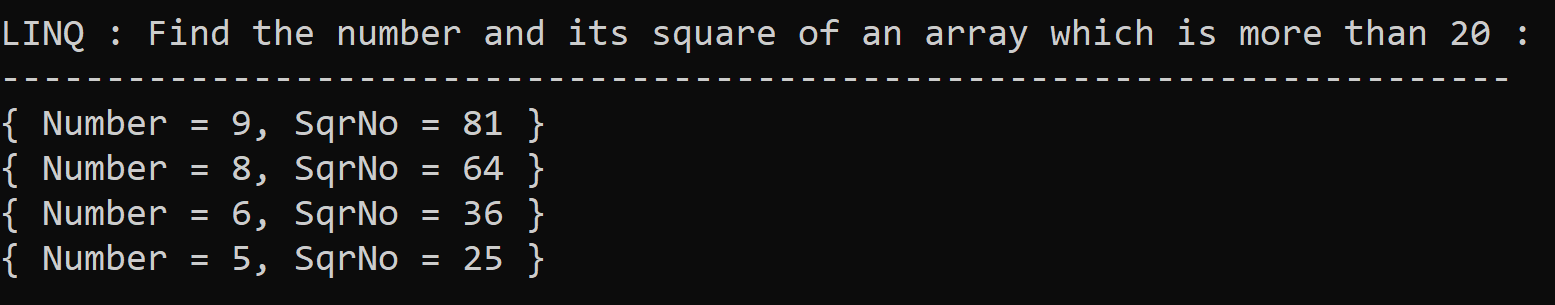 LINQ : Find the number and its square of an array which is more than 20 :
------------------------------------------------------------------------
{ Number = 9, SqrNo = 81 }
{ Number = 8, SqrNo = 64 }
{ Number = 6, SqrNo = 36 }
{ Number = 5, SqrNo = 25 }